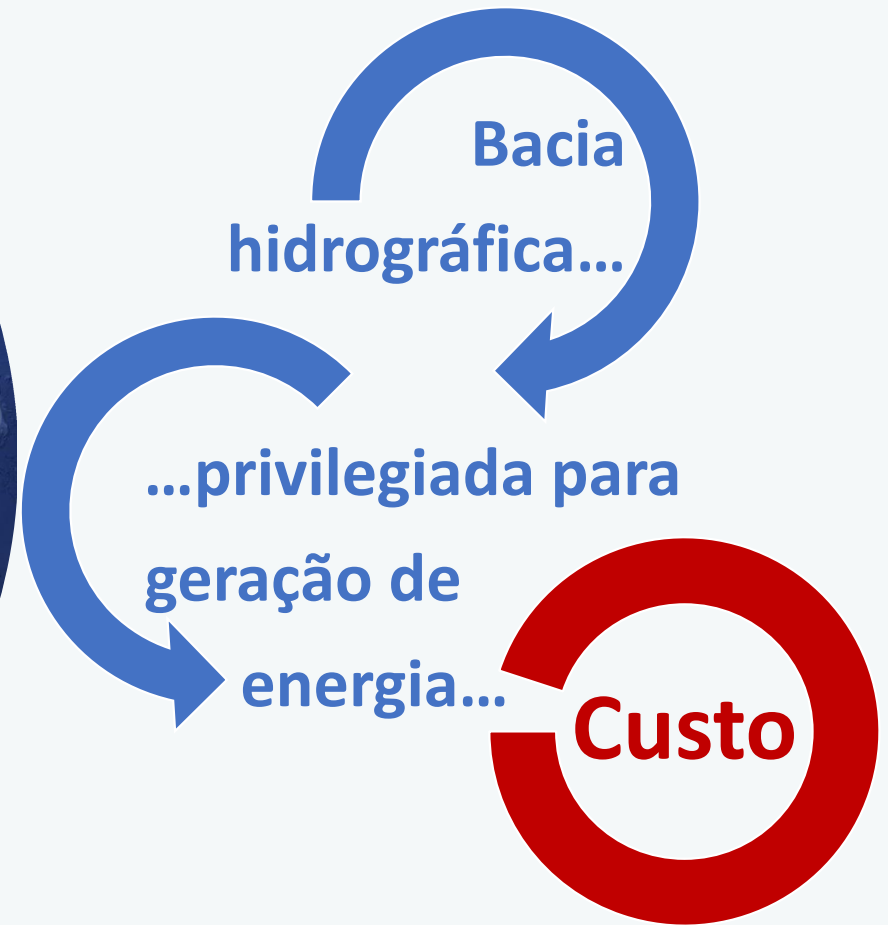 Bacia
hidrográfica...
...privilegiada para
geração de
energia...
Custo